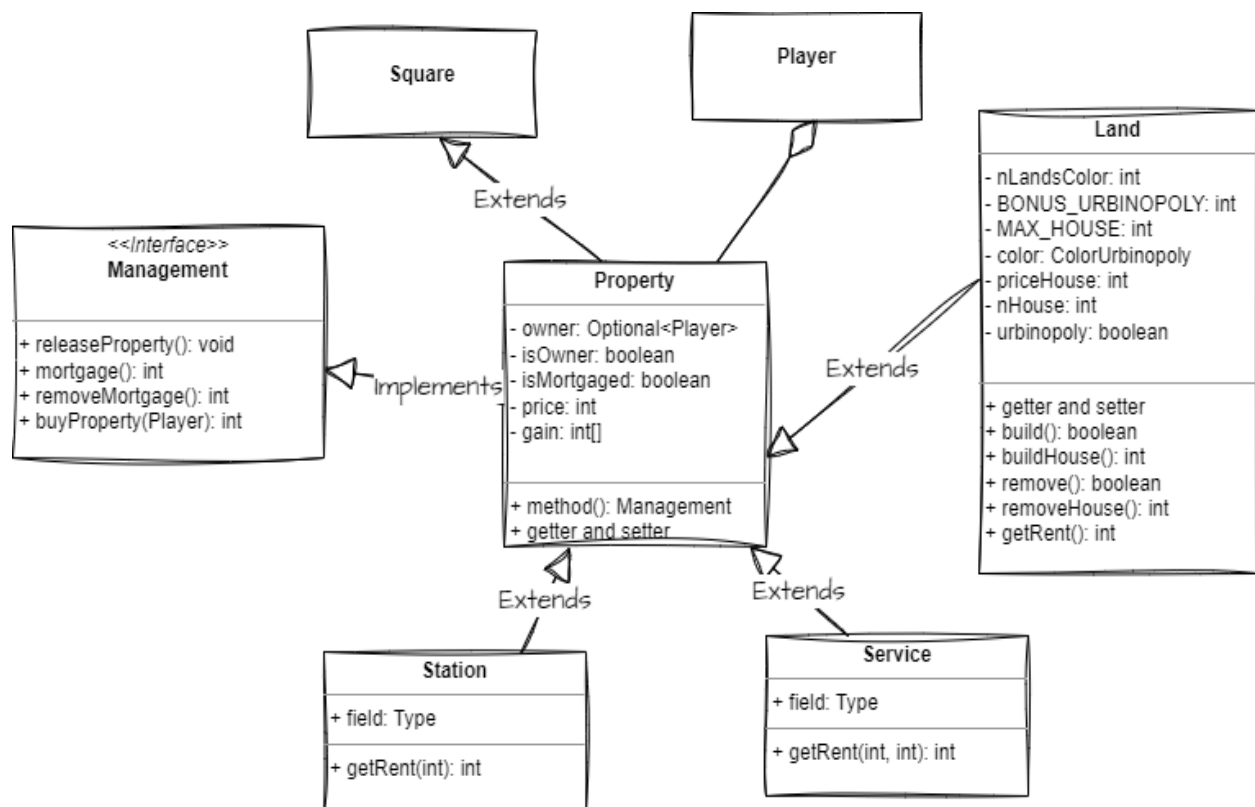 Square
Player
Extends
<<Interface>>
Management
+ releaseProperty(): void
+ mortgage(): int
+ removeMortgage(): int
+ buyProperty(Player): int
Implements
Property
- owner: Optional<Player>
- isOwner: boolean
- isMortgaged: boolean
- price: int
- gain: int[]
+ method(): Management
+ getter and setter
Extends
Land
- nLandsColor: int
- BONUS_URBINOPOLY: int
- MAX_HOUSE: int
- color: ColorUrbinopoly
- priceHouse: int
- nHouse: int
- urbinopoly: boolean
+ getter and setter
+ build(): boolean
+ buildHouse(): int
+ remove(): boolean
+ removeHouse(): int
+ getRent(): int
Extends
Extends
Station
+ field: Type
+ getRent(int): int
Service
+ field: Type
+ getRent(int, int): int